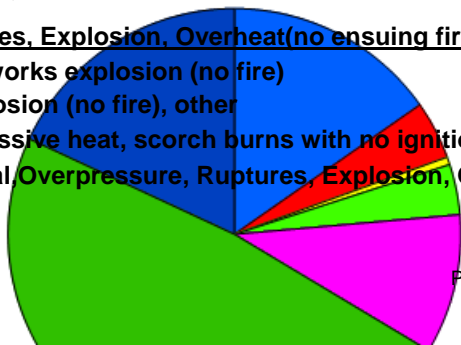 es, Explosion, Overheat(no ensuing fir
works explosion (no fire)
osion (no fire), other
ssive heat, scorch burns with no ignitio
al,Overpressure, Ruptures, Explosion,
P